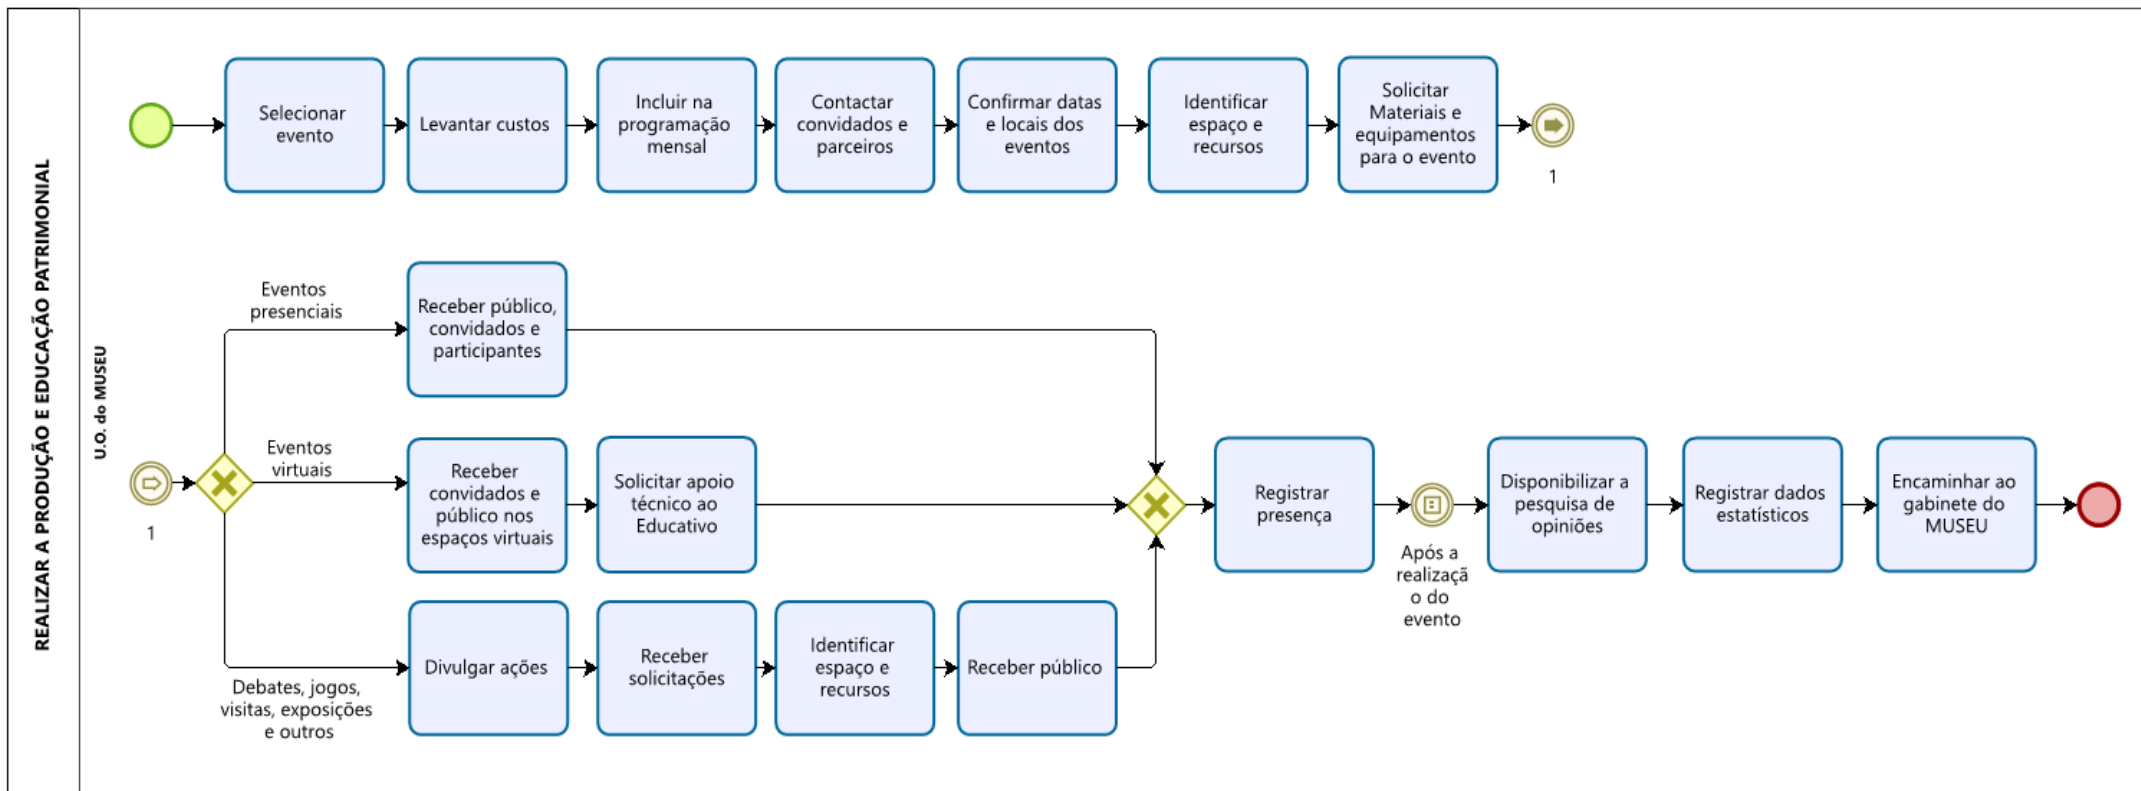 REALIZAR A PRODUÇÃO E EDUCAÇÃO PATRIMONIAL
U.O. do MUSEU
Selecionar
evento
Levantar custos
Incluir na
programação
mensal
Contactar
convidados e
parceiros
Confirmar datas
e locais dos
eventos
Identificar
espaço e
recursos
Solicitar
Materiais e
equipamentos
para o evento
1
1
Eventos
presenciais
Receber público,
convidados e
participantes
Eventos
virtuais
Receber
convidados e
público nos
espaços virtuais
Solicitar apoio
técnico ao
Educativo
Debates, jogos,
visitas, exposições
e outros
Divulgar ações
Receber
solicitações
Identificar
espaço e
recursos
Receber público
Registrar
presença
Após a
realizaçã
o do
evento
Disponibilizar a
pesquisa de
opiniões
Registrar dados
estatísticos
Encaminhar ao
gabinete do
MUSEU